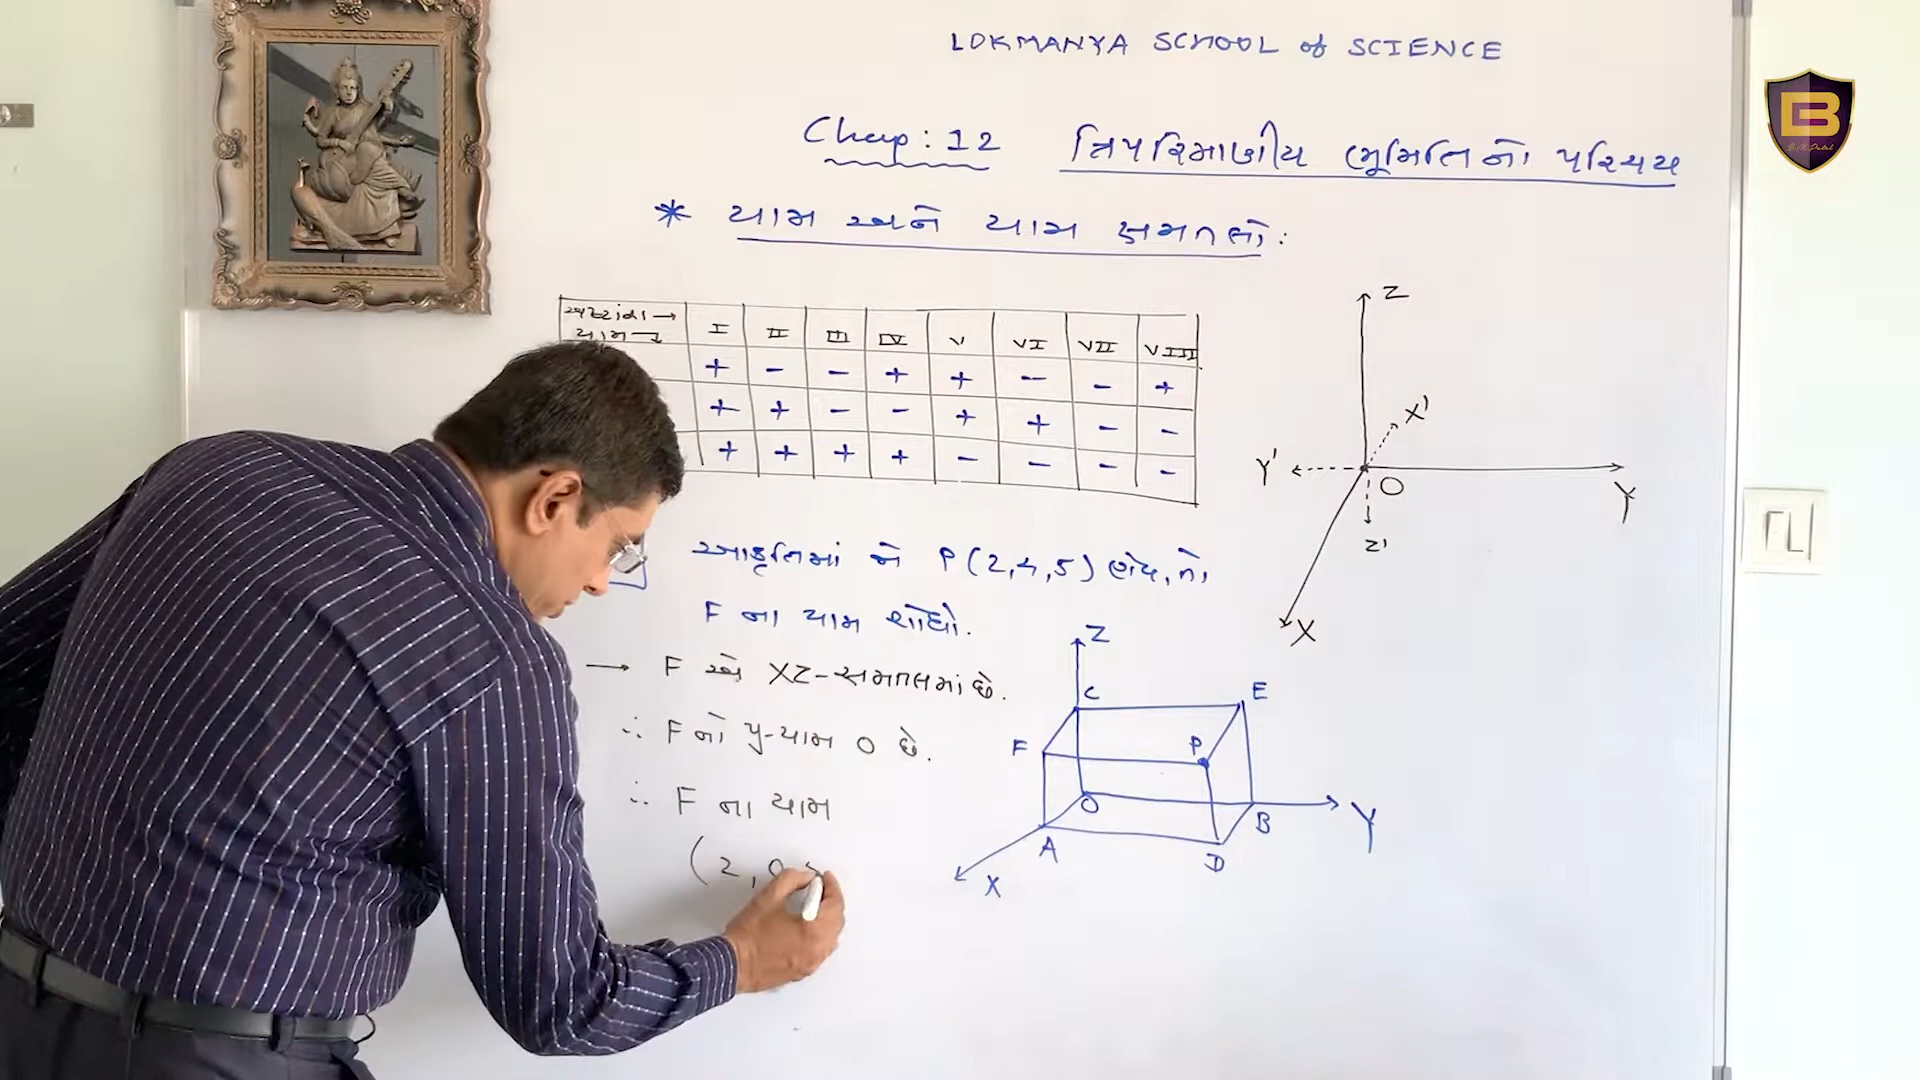 LOKMANYA SCHOOL of SCIENCE
Chap: 12 ત્રિપરિમાણીય ભૂમિતિનો પરિચય
* યામ અને યામ સમતલો:
અષ્ટાંશ →
યામ
I II III IV V VI VII VIII
+ - - + + - - +
+ + - - + + - -
+ + + + - - - -
Z
X'
Y'
O
Y
Z'
X
આકૃતિમાં જો P(2,4,5) હોય, તો
F ના યામ શોધો.
→ F એ XZ-સમતલમાં છે.
∴ F નો y-યામ 0 છે.
∴ F ના યામ
(2, 0
Z
C
E
F
P
O
B
Y
A
D
X
B
B.N. Patel